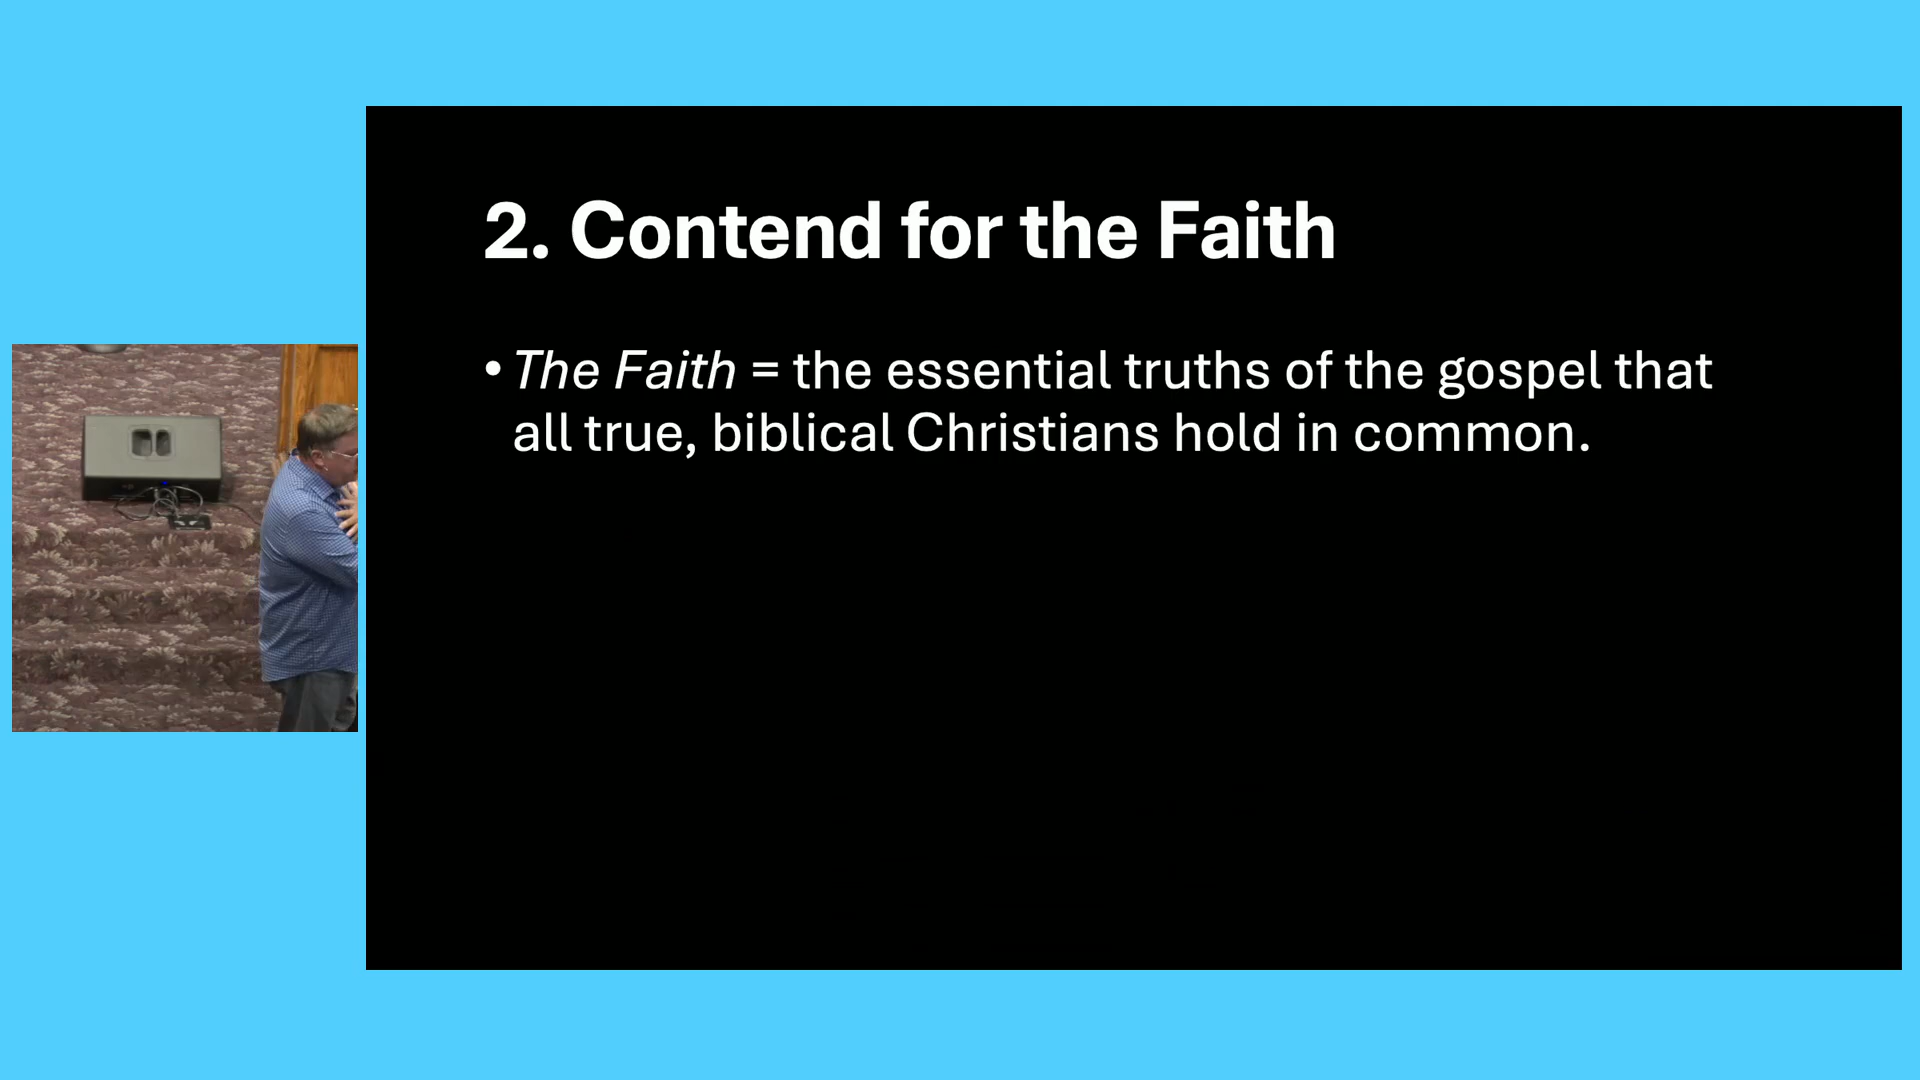 2. Contend for the Faith
• The Faith = the essential truths of the gospel that
all true, biblical Christians hold in common.